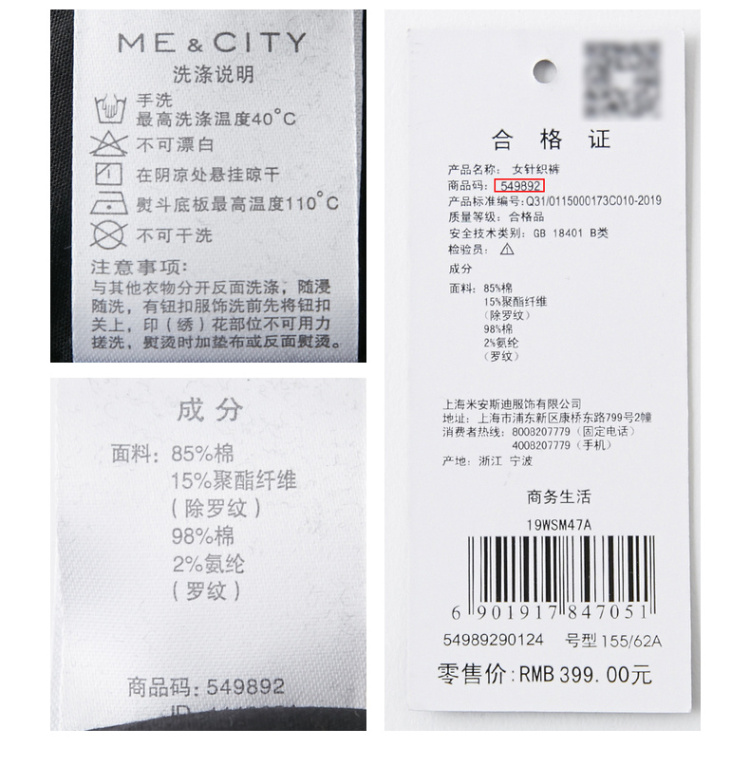 ME & CITY
洗涤说明
手洗
最高洗涤温度40°C
不可漂白
在阴凉处悬挂晾干
熨斗底板最高温度110°C
不可干洗
注意事项:
与其他衣物分开反面洗涤，随浸
随洗，有钮扣服饰洗前先将钮扣
关上，印（绣）花部位不可用力
搓洗，熨烫时加垫布或反面熨烫。
成分
面料: 85%棉
15%聚酯纤维
(除罗纹)
98%棉
2%氨纶
(罗纹)
商品码: 549892
合格证
产品名称: 女针织裤
商品码: 549892
产品标准编号:Q31/0115000173C010-2019
质量等级: 合格品
安全技术类别: GB 18401 B类
检验员:
成分
面料: 85%棉
15%聚酯纤维
(除罗纹)
98%棉
2%氨纶
(罗纹)
上海米安斯迪服饰有限公司
地址: 上海市浦东新区康桥东路799号2幢
消费者热线: 8008207779 (固定电话)
4008207779 (手机)
产地: 浙江 宁波
商务生活
19WSM47A
6 901917 847051
54989290124 号型 155/62A
零售价:RMB 399.00元